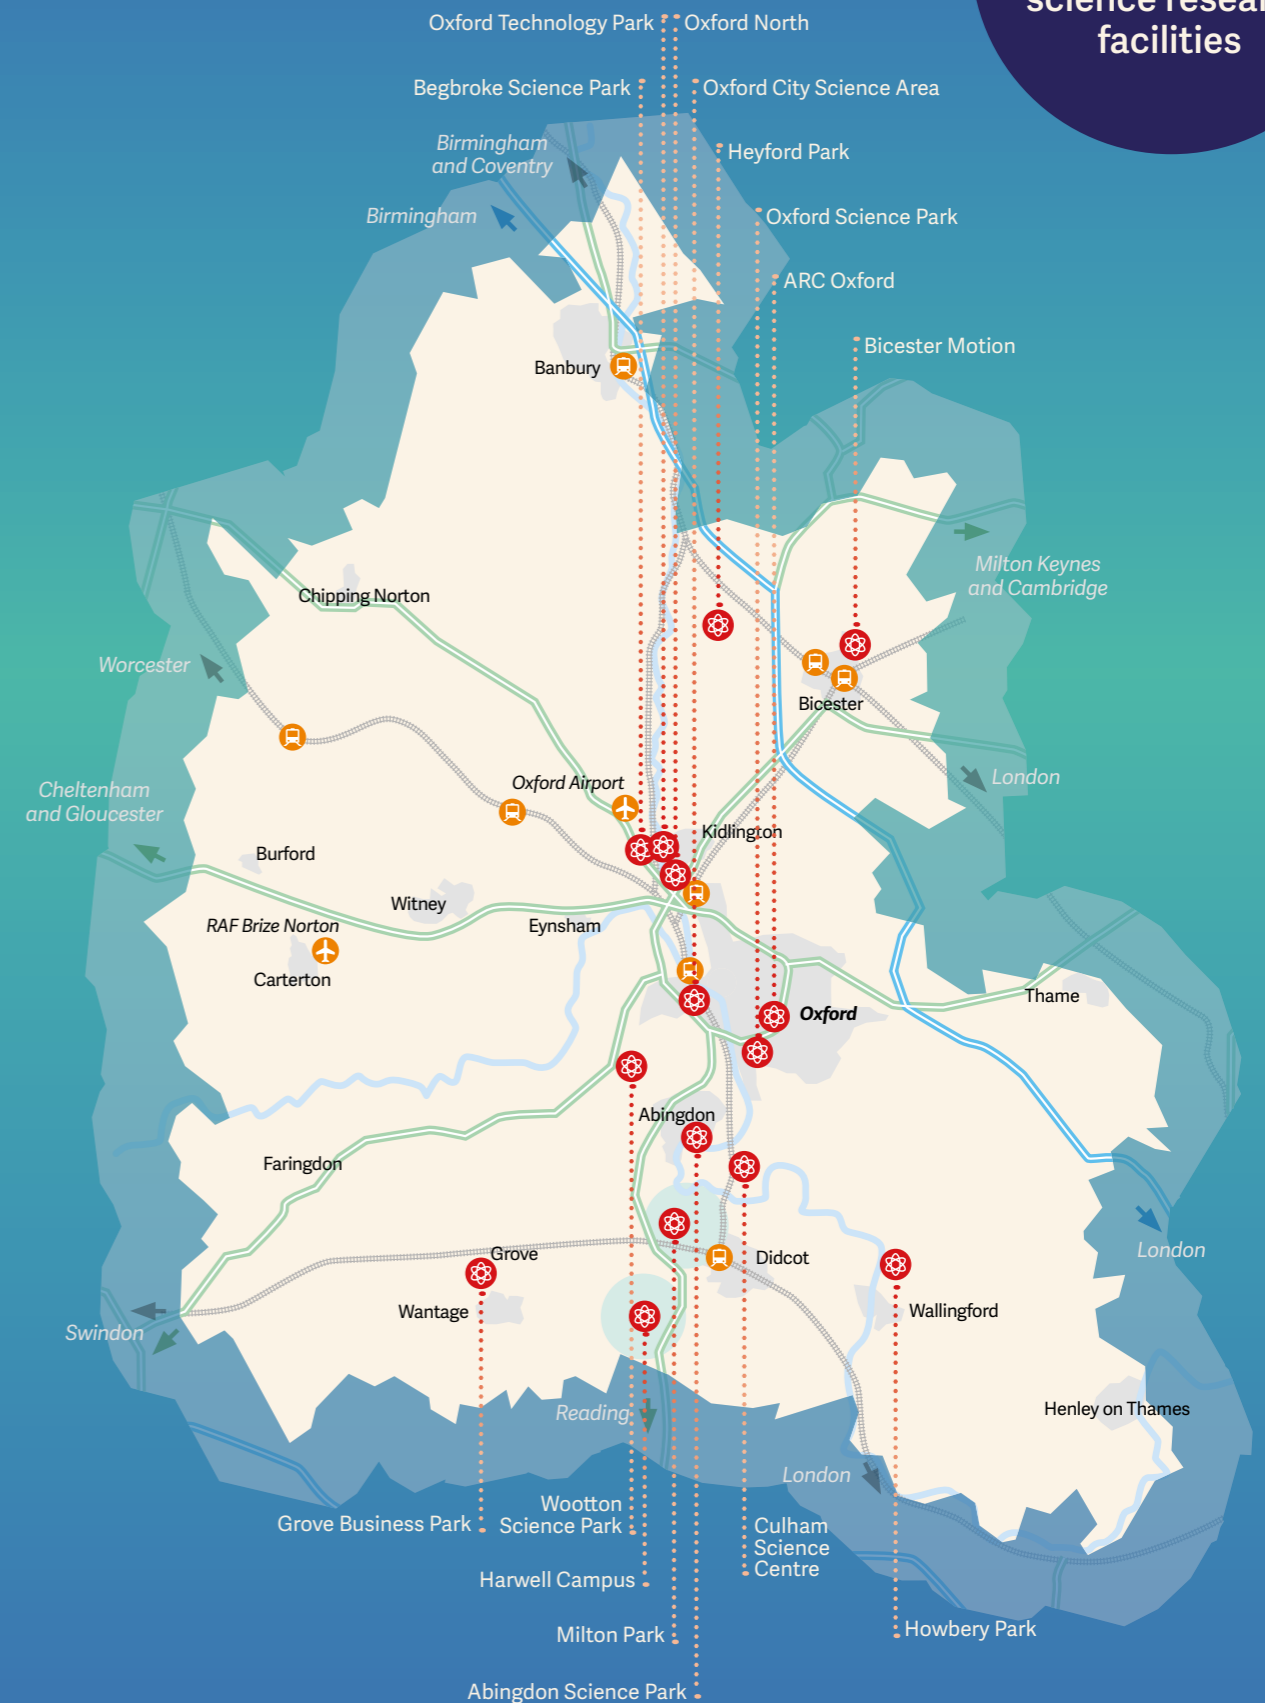 science research
facilities
Oxford Technology Park
Oxford North
Begbroke Science Park
Oxford City Science Area
Birmingham
and Coventry
Heyford Park
Birmingham
Oxford Science Park
ARC Oxford
Bicester Motion
Banbury
Milton Keynes
and Cambridge
Chipping Norton
Worcester
Bicester
London
Oxford Airport
Cheltenham
and Gloucester
Kidlington
Burford
Witney
RAF Brize Norton
Eynsham
Carterton
Thame
Oxford
Abingdon
Faringdon
London
Grove
Didcot
Wantage
Wallingford
Swindon
Reading
Henley on Thames
London
Wootton
Science Park
Grove Business Park
Culham
Science
Centre
Harwell Campus
Milton Park
Howbery Park
Abingdon Science Park